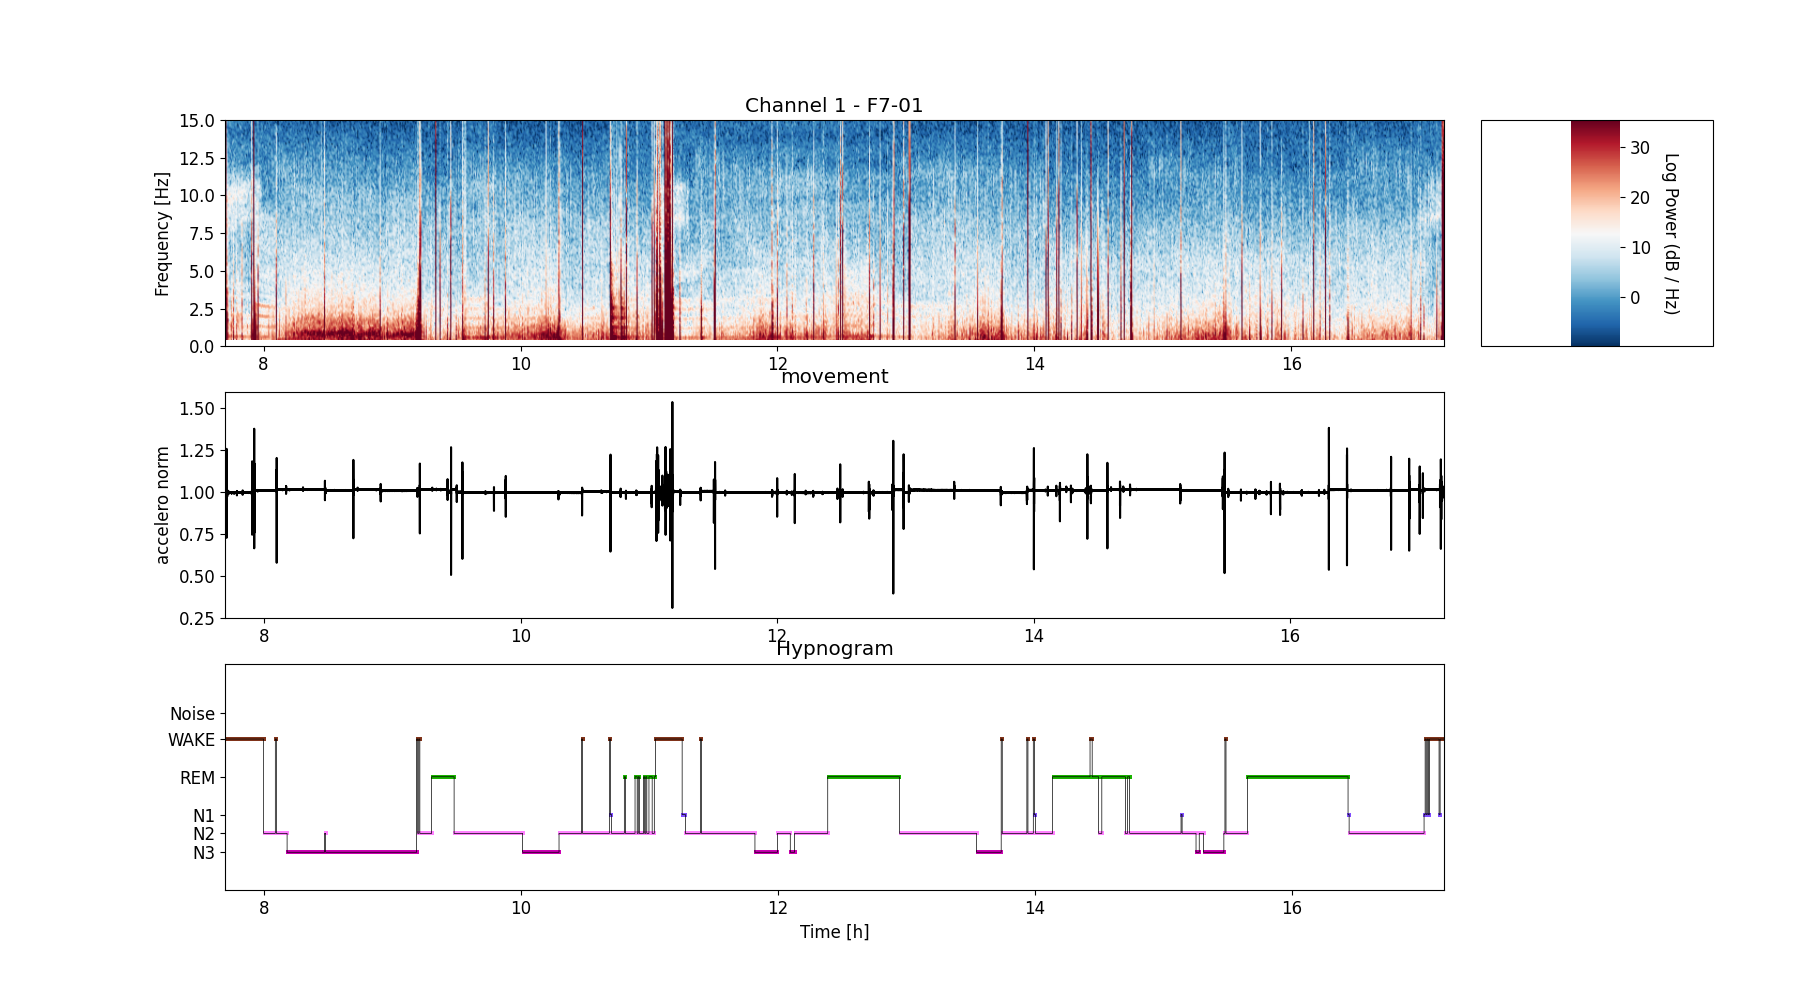 Channel 1 - F7-01
15.0
12.5
10.0
7.5
5.0
2.5
0.0
Frequency [Hz]
8 10 12 14 16
30
20
10
0
Log Power (dB / Hz)
movement
1.50
1.25
1.00
0.75
0.50
0.25
accelero norm
8 10 12 14 16
Hypnogram
Noise
WAKE
REM
N1
N2
N3
8 10 12 14 16
Time [h]